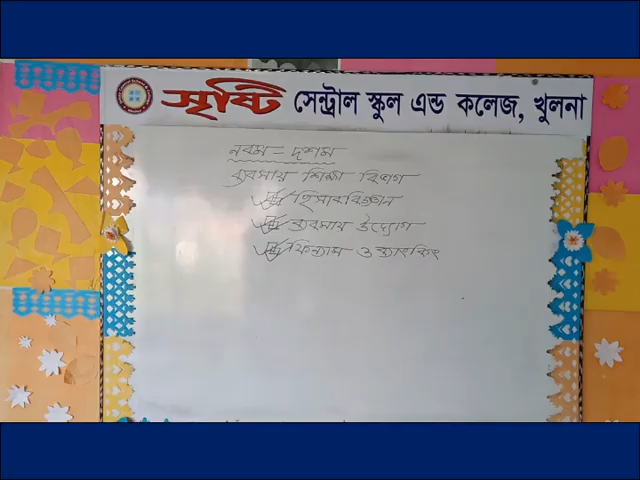 সৃষ্টি সেন্ট্রাল স্কুল এন্ড কলেজ, খুলনা
নবম - দশম
ব্যবসায় শিক্ষা বিভাগ
হিসাববিজ্ঞান
ব্যবসায় উদ্যোগ
ফিন্যান্স ও ব্যাংকিং